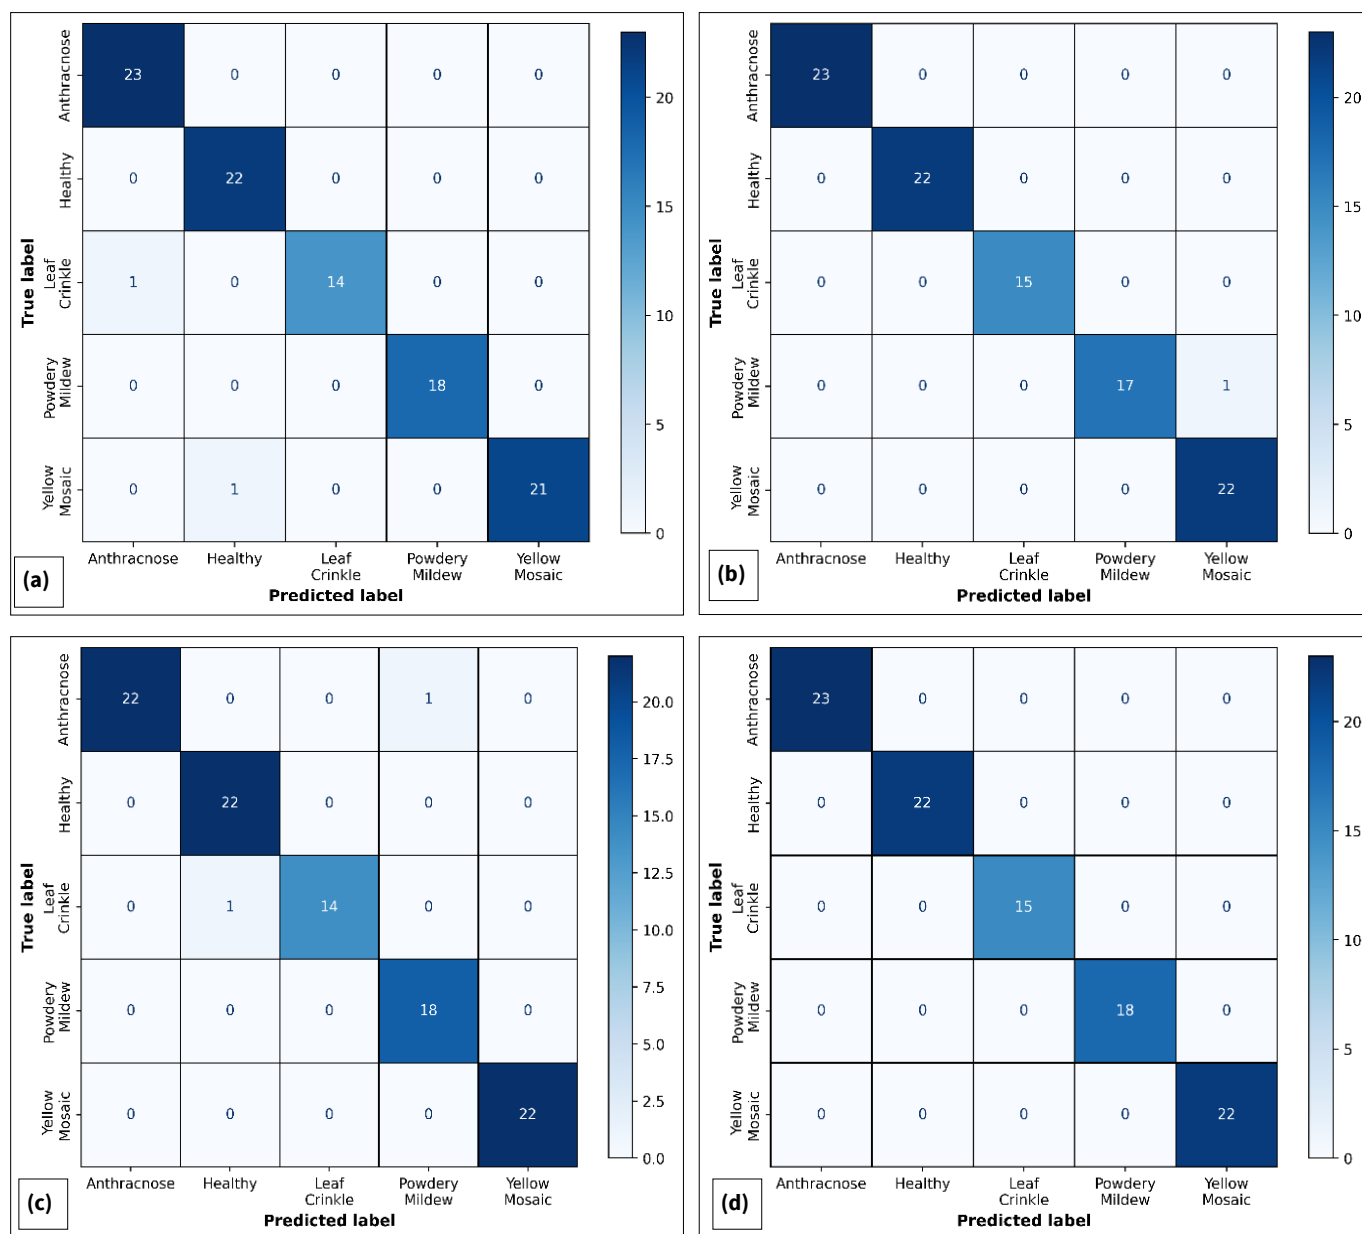 Anthracnose 23 0 0 0 0
Healthy 0 22 0 0 0
Leaf Crinkle 1 0 14 0 0
Powdery Mildew 0 0 0 18 0
Yellow Mosaic 0 1 0 0 21
True label
Anthracnose Healthy Leaf Crinkle Powdery Mildew Yellow Mosaic
Predicted label
20
15
10
5
0
(a)
Anthracnose 23 0 0 0 0
Healthy 0 22 0 0 0
Leaf Crinkle 0 0 15 0 0
Powdery Mildew 0 0 0 17 1
Yellow Mosaic 0 0 0 0 22
True label
Anthracnose Healthy Leaf Crinkle Powdery Mildew Yellow Mosaic
Predicted label
20
15
10
5
0
(b)
Anthracnose 22 0 0 1 0
Healthy 0 22 0 0 0
Leaf Crinkle 0 1 14 0 0
Powdery Mildew 0 0 0 18 0
Yellow Mosaic 0 0 0 0 22
True label
Anthracnose Healthy Leaf Crinkle Powdery Mildew Yellow Mosaic
Predicted label
20.0
17.5
15.0
12.5
10.0
7.5
5.0
2.5
0.0
(c)
Anthracnose 23 0 0 0 0
Healthy 0 22 0 0 0
Leaf Crinkle 0 0 15 0 0
Powdery Mildew 0 0 0 18 0
Yellow Mosaic 0 0 0 0 22
True label
Anthracnose Healthy Leaf Crinkle Powdery Mildew Yellow Mosaic
Predicted label
20
15
10
5
0
(d)